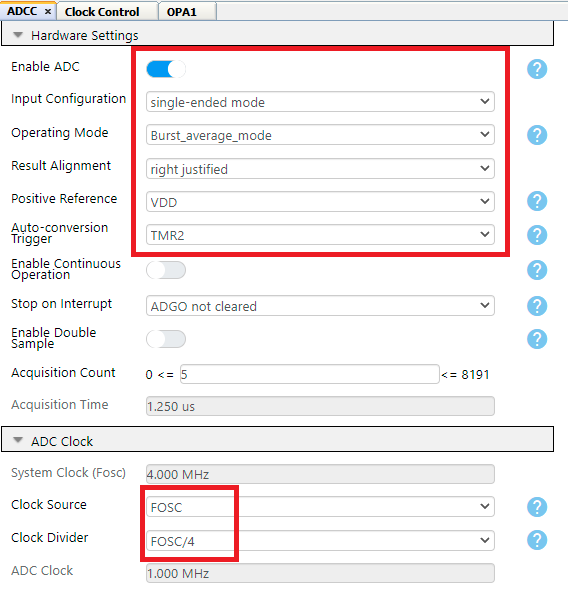 ADCC × Clock Control OPA1
Hardware Settings
Enable ADC ?
Input Configuration single-ended mode
Operating Mode Burst_average_mode ?
Result Alignment right justified
Positive Reference VDD ?
Auto-conversion
Trigger TMR2 ?
Enable Continuous
Operation ?
Stop on Interrupt ADGO not cleared ?
Enable Double
Sample ?
Acquisition Count 0 <= 5 <= 8191
Acquisition Time 1.250 us
ADC Clock
System Clock (Fosc) 4.000 MHz
Clock Source FOSC ?
Clock Divider FOSC/4 ?
ADC Clock 1.000 MHz